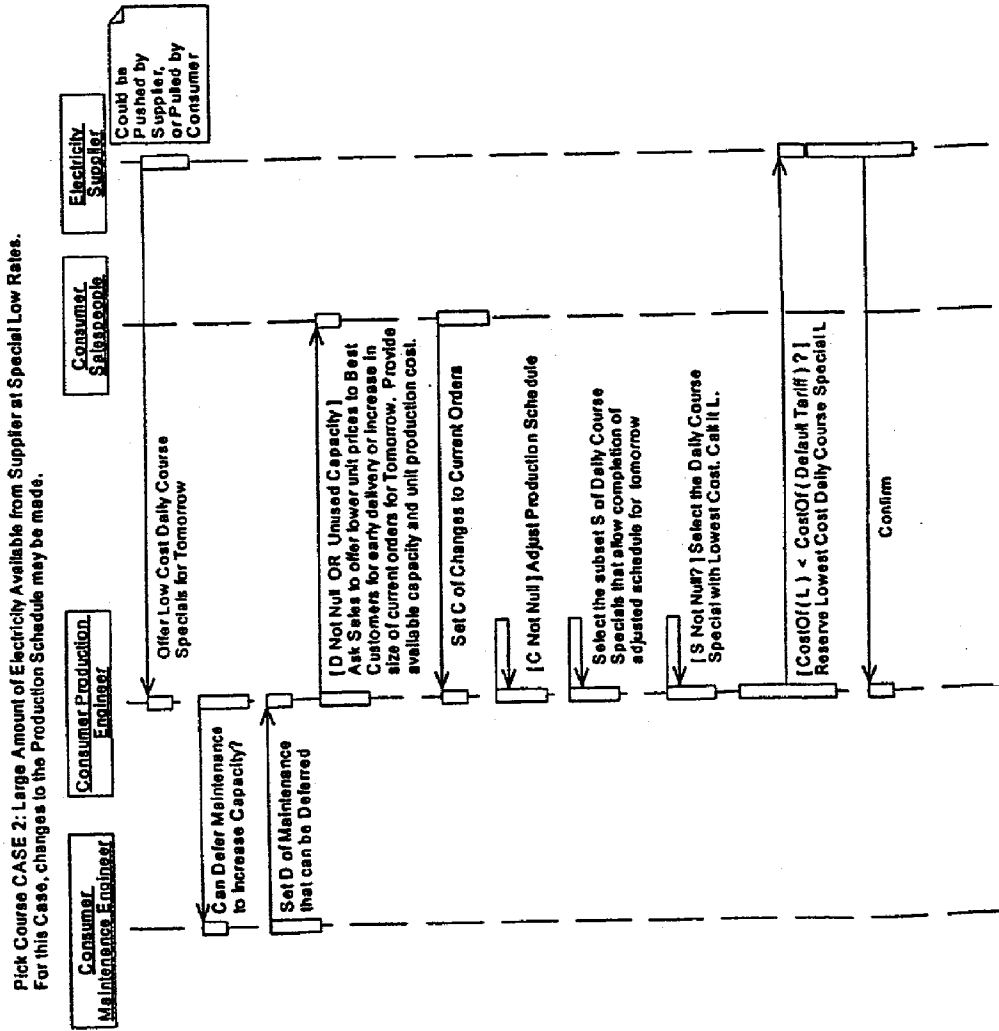 Pick Course CASE 2: Large Amount of Electricity Available from Supplier at Special Low Rates.
For this Case, changes to the Production Schedule may be made.
Consumer
Maintenance Engineer
Consumer Production
Engineer
Consumer
Salespeople
Electricity
Supplier
Could be
Pushed by
Supplier,
or Pulled by
Consumer
Offer Low Cost Daily Course
Specials for Tomorrow
Can Defer Maintenance
to Increase Capacity?
Set D of Maintenance
that can be Deferred
[ D Not Null OR Unused Capacity ]
Ask Sales to offer lower unit prices to Best
Customers for early delivery or increase in
size of current orders for Tomorrow. Provide
available capacity and unit production cost.
Set C of Changes to Current Orders
[ C Not Null ] Adjust Production Schedule
Select the subset S of Daily Course
Specials that allow completion of
adjusted schedule for tomorrow
[ S Not Null? ] Select the Daily Course
Special with Lowest Cost. Call it L.
[ CostOf( L ) < CostOf ( Default Tariff ) ? ]
Reserve Lowest Cost Daily Course Special L
Confirm